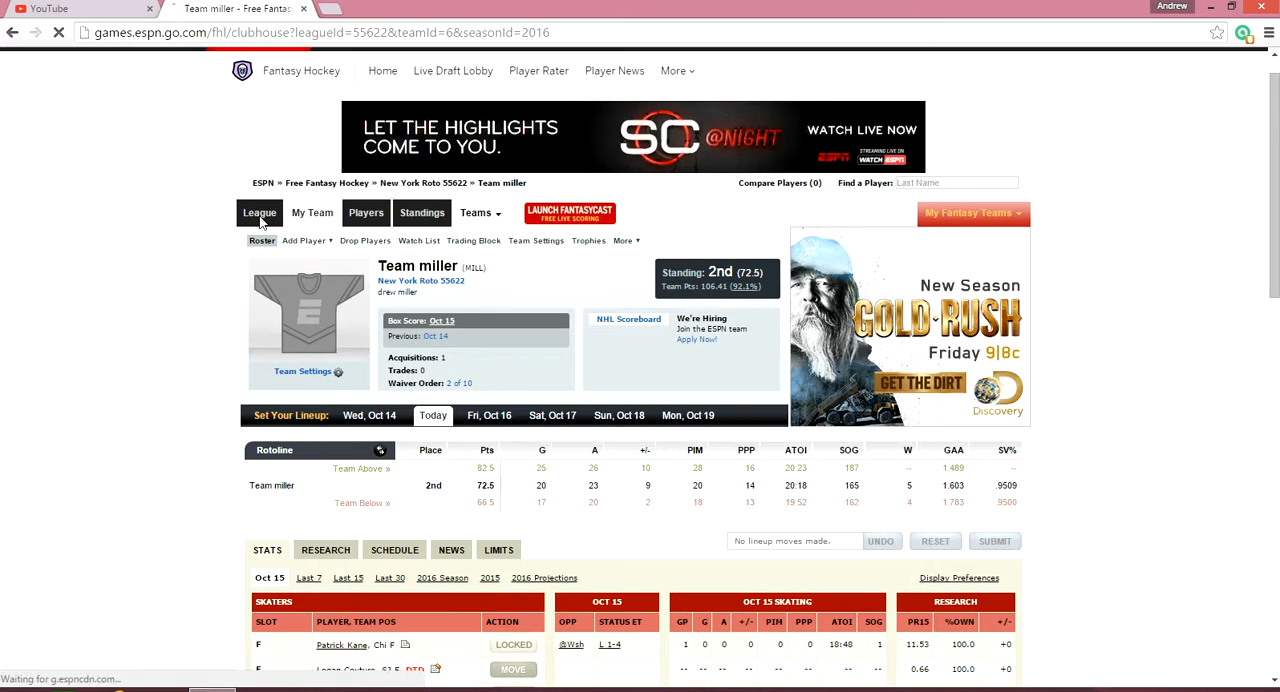 YouTube
Team miller - Free Fantas
Andrew
games.espn.go.com/fhl/clubhouse?leagueId=55622&teamId=6&seasonId=2016
Fantasy Hockey Home Live Draft Lobby Player Rater Player News More
LET THE HIGHLIGHTS
COME TO YOU.
SC @NIGHT
WATCH LIVE NOW
ESPN
STREAMING LIVE ON
WATCH ESPN
ESPN » Free Fantasy Hockey » New York Roto 55622 » Team miller
Compare Players (0) Find a Player: Last Name
League My Team Players Standings Teams
LAUNCH FANTASYCAST
FREE LIVE SCORING
My Fantasy Teams
Roster Add Player Drop Players Watch List Trading Block Team Settings Trophies More
Team miller (MILL)
New York Roto 55622
drew miller
Standing: 2nd (72.5)
Team Pts: 106.41 (92.1%)
Box Score: Oct 15
Previous: Oct 14
Acquisitions: 1
Trades: 0
Waiver Order: 2 of 10
Team Settings
NHL Scoreboard
We're Hiring
Join the ESPN team
Apply Now!
New Season
GOLD RUSH
Friday 9|8c
GET THE DIRT
Discovery
Set Your Lineup: Wed, Oct 14 Today Fri, Oct 16 Sat, Oct 17 Sun, Oct 18 Mon, Oct 19
Rotoline Place Pts G A +/- PIM PPP ATOI SOG W GAA SV%
Team Above » 82.5 25 26 10 28 16 20:23 187 -- 1.489 --
Team miller 2nd 72.5 20 23 9 20 14 20:18 165 5 1.603 .9509
Team Below » 66.5 17 20 2 18 13 19:52 162 4 1.783 .9500
STATS RESEARCH SCHEDULE NEWS LIMITS
No lineup moves made. UNDO RESET SUBMIT
Oct 15 Last 7 Last 15 Last 30 2016 Season 2015 2016 Projections
Display Preferences
SKATERS OCT 15 OCT 15 SKATING RESEARCH
SLOT PLAYER, TEAM POS ACTION OPP STATUS ET GP G A +/- PIM PPP ATOI SOG PR15 %OWN +/-
F Patrick Kane, Chi F LOCKED @Wsh L 1-4 1 0 0 0 0 0 18:48 1 11.53 100.0 +0
F Logan Couture, SJ F DTD MOVE -- -- -- -- -- -- -- -- 0.66 100.0 +0
Waiting for g.espncdn.com...